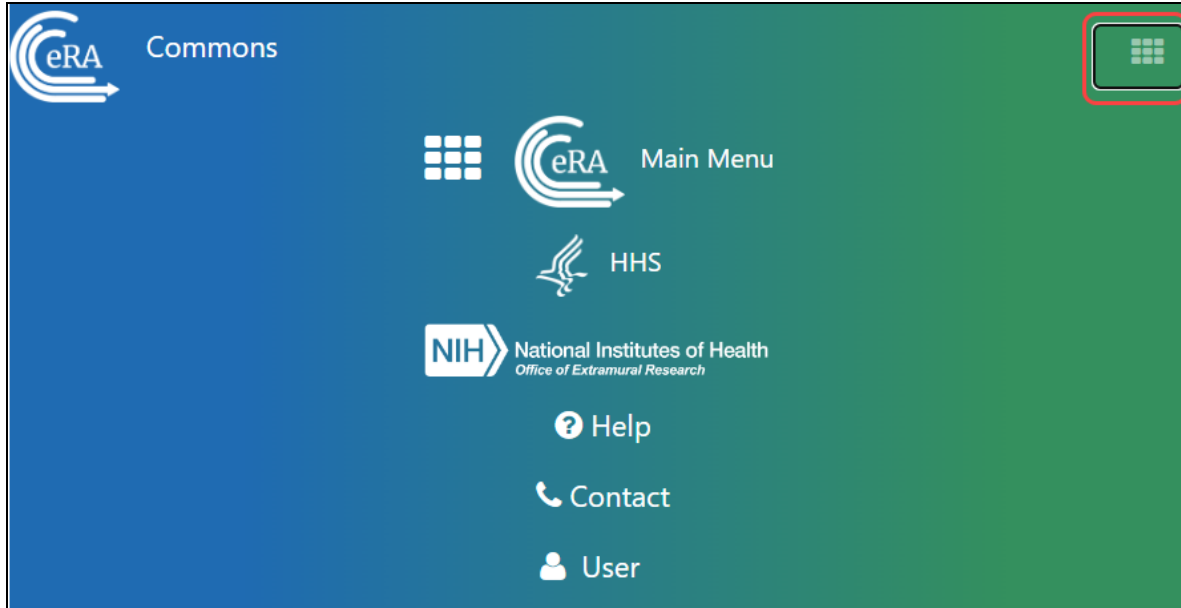 eRA Commons
eRA Main Menu
HHS
NIH National Institutes of Health
Office of Extramural Research
Help
Contact
User